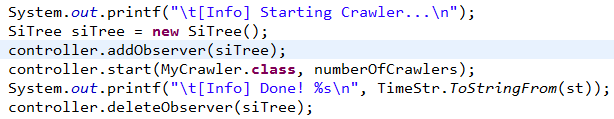 System.out.printf("\t[Info] Starting Crawler...\n");
SiTree siTree = new SiTree();
controller.addObserver(siTree);
controller.start(MyCrawler.class, numberOfCrawlers);
System.out.printf("\t[Info] Done! %s\n", TimeStr.ToStringFrom(st));
controller.deleteObserver(siTree);